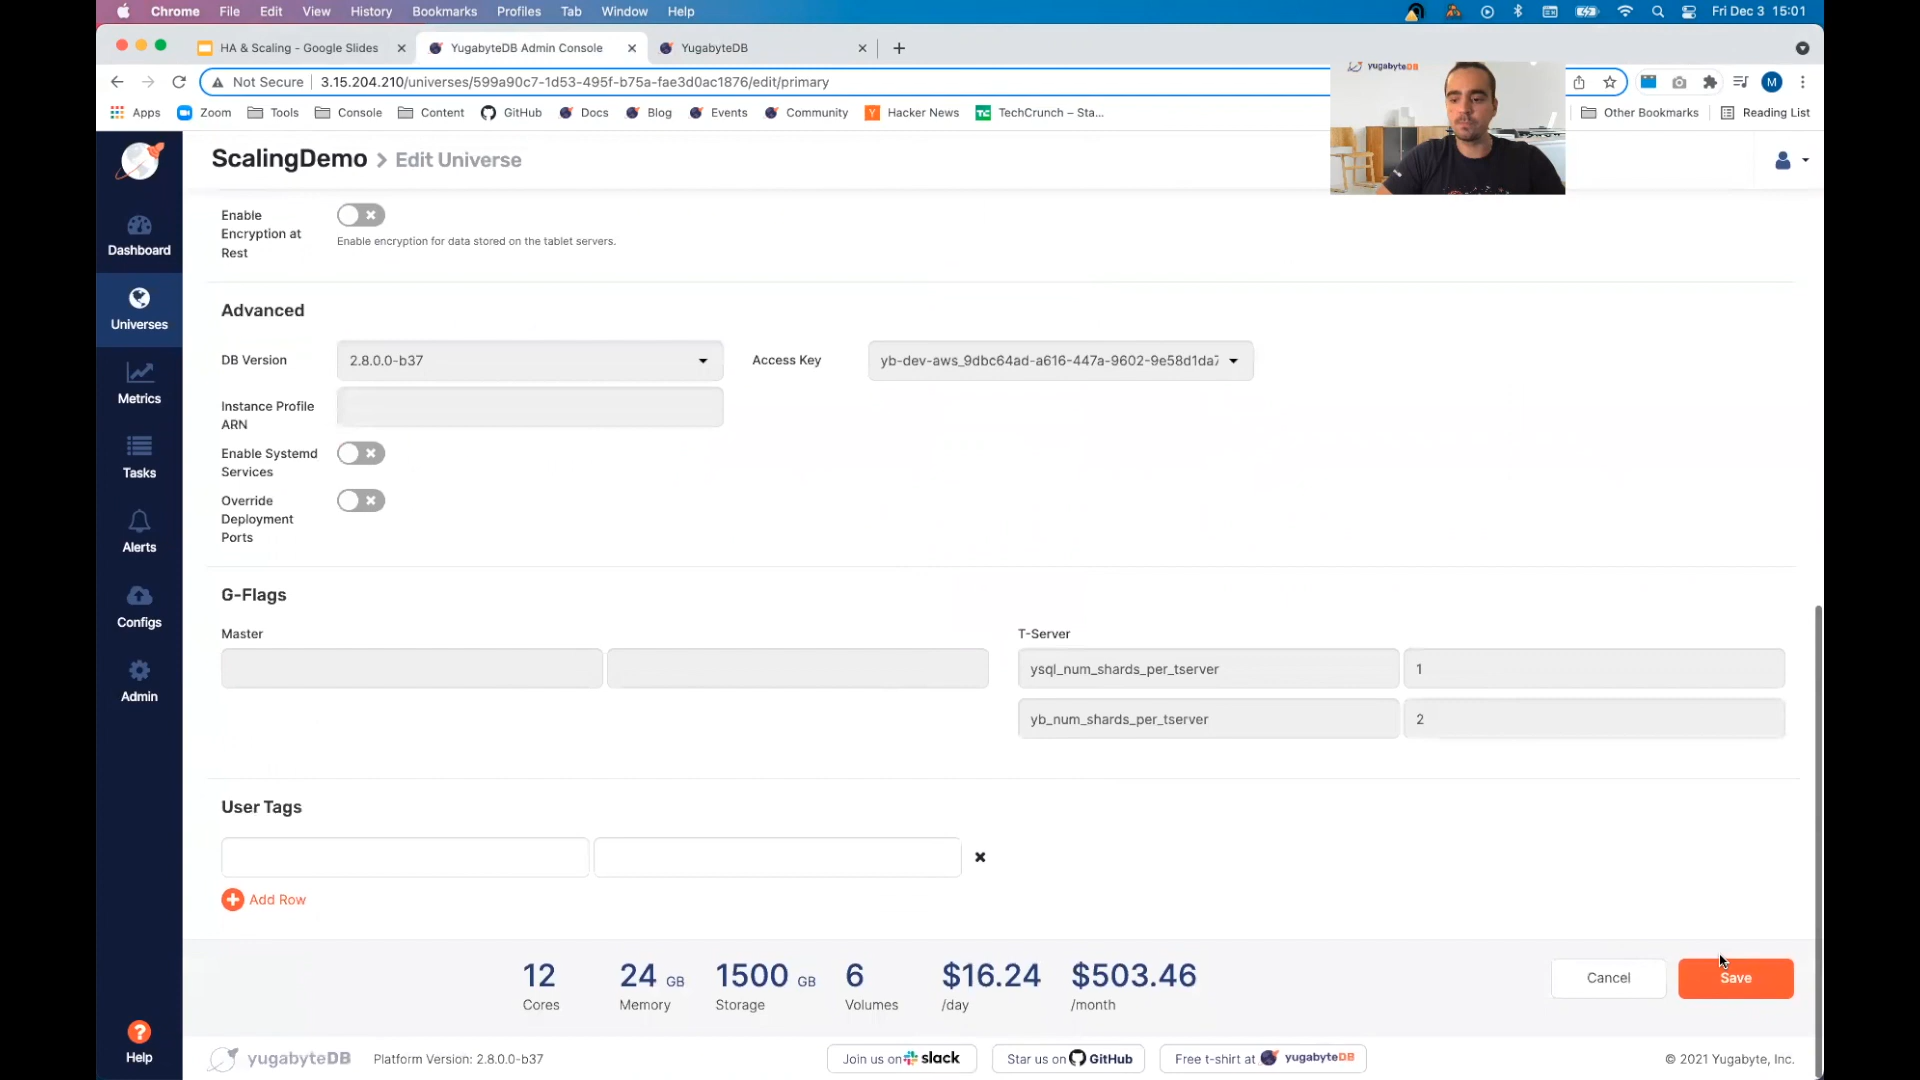 Chrome File Edit View History Bookmarks Profiles Tab Window Help Fri Dec 3 15:01
HA & Scaling - Google Slides YugabyteDB Admin Console YugabyteDB
Not Secure 3.15.204.210/universes/599a90c7-1d53-495f-b75a-fae3d0ac1876/edit/primary M
Apps Zoom Tools Console Content GitHub Docs Blog Events Community Hacker News TechCrunch – Sta... Other Bookmarks Reading List
yugabyteDB
ScalingDemo > Edit Universe
Dashboard
Universes
Metrics
Tasks
Alerts
Configs
Admin
Help
Enable
Encryption at
Rest
Enable encryption for data stored on the tablet servers.
Advanced
DB Version 2.8.0.0-b37 Access Key yb-dev-aws_9dbc64ad-a616-447a-9602-9e58d1da7
Instance Profile
ARN
Enable Systemd
Services
Override
Deployment
Ports
G-Flags
Master T-Server
ysql_num_shards_per_tserver 1
yb_num_shards_per_tserver 2
User Tags
Add Row
12 24 GB 1500 GB 6 $16.24 $503.46
Cores Memory Storage Volumes /day /month
Cancel Save
yugabyteDB Platform Version: 2.8.0.0-b37 Join us on slack Star us on GitHub Free t-shirt at yugabyteDB © 2021 Yugabyte, Inc.